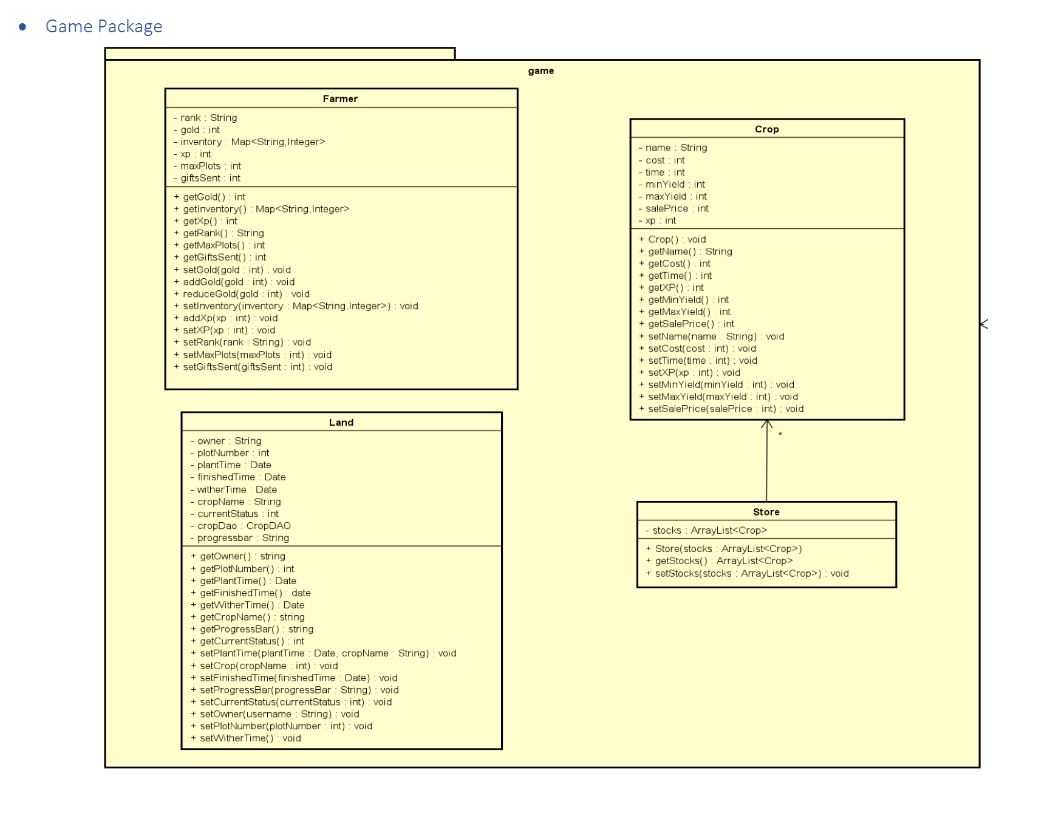 • Game Package
game
Farmer
- rank : String
- gold : int
- inventory : Map<String,Integer>
- xp : int
- maxPlots : int
- giftsSent : int
+ getGold() : int
+ getInventory() : Map<String,Integer>
+ getXp() : int
+ getRank() : String
+ getMaxPlots() : int
+ getGiftsSent() : int
+ setGold(gold : int) : void
+ addGold(gold : int) : void
+ reduceGold(gold : int) : void
+ setInventory(inventory : Map<String,Integer>) : void
+ addXp(xp : int) : void
+ setXP(xp : int) : void
+ setRank(rank : String) : void
+ setMaxPlots(maxPlots : int) : void
+ setGiftsSent(giftsSent : int) : void
Land
- owner : String
- plotNumber : int
- plantTime : Date
- finishedTime : Date
- witherTime : Date
- cropName : String
- currentStatus : int
- cropDao : CropDAO
- progressbar : String
+ getOwner() : string
+ getPlotNumber() : int
+ getPlantTime() : Date
+ getFinishedTime() : date
+ getWitherTime() : Date
+ getCropName() : string
+ getProgressBar() : string
+ getCurrentStatus() : int
+ setPlantTime(plantTime : Date, cropName : String) : void
+ setCrop(cropName : int) : void
+ setFinishedTime(finishedTime : Date) : void
+ setProgressBar(progressBar : String) : void
+ setCurrentStatus(currentStatus : int) : void
+ setOwner(username : String) : void
+ setPlotNumber(plotNumber : int) : void
+ setWitherTime() : void
Crop
- name : String
- cost : int
- time : int
- minYield : int
- maxYield : int
- salePrice : int
- xp : int
+ Crop() : void
+ getName() : String
+ getCost() : int
+ getTime() : int
+ getXP() : int
+ getMinYield() : int
+ getMaxYield() : int
+ getSalePrice() : int
+ setName(name : String) : void
+ setCost(cost : int) : void
+ setTime(time : int) : void
+ setXP(xp : int) : void
+ setMinYield(minYield : int) : void
+ setMaxYield(maxYield : int) : void
+ setSalePrice(salePrice : int) : void
*
Store
- stocks : ArrayList<Crop>
+ Store(stocks : ArrayList<Crop>)
+ getStocks() : ArrayList<Crop>
+ setStocks(stocks : ArrayList<Crop>) : void